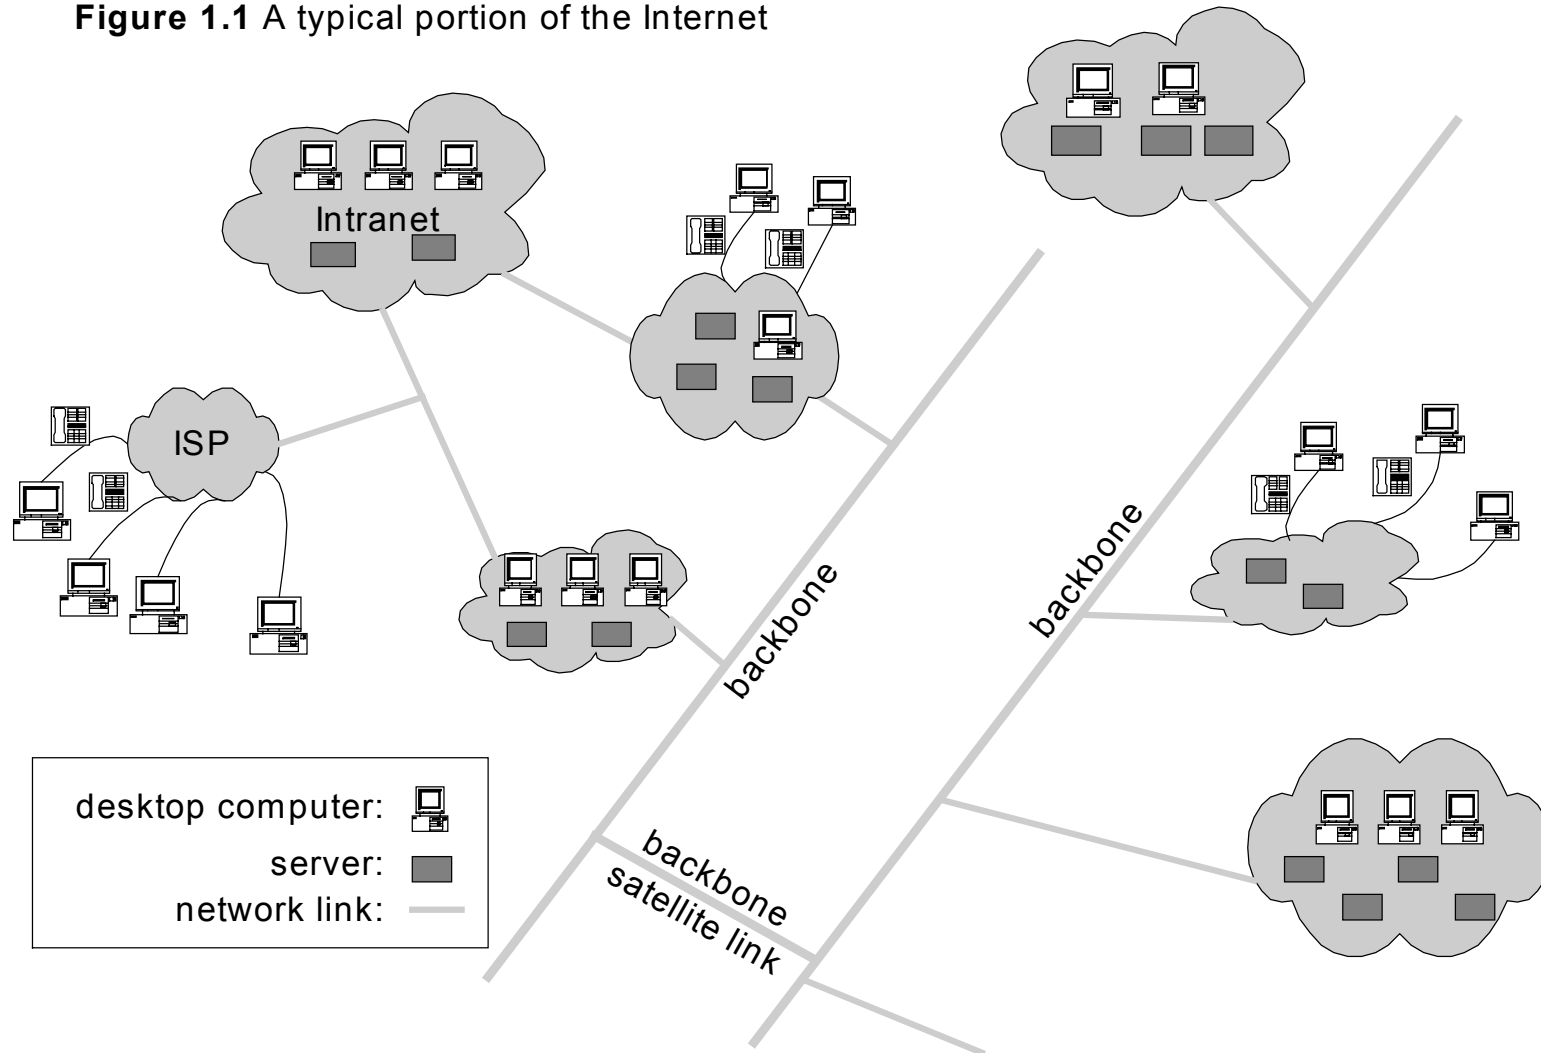 Figure 1.1 A typical portion of the Internet
Intranet
ISP
backbone
backbone
backbone
satellite link
desktop computer:
server:
network link: